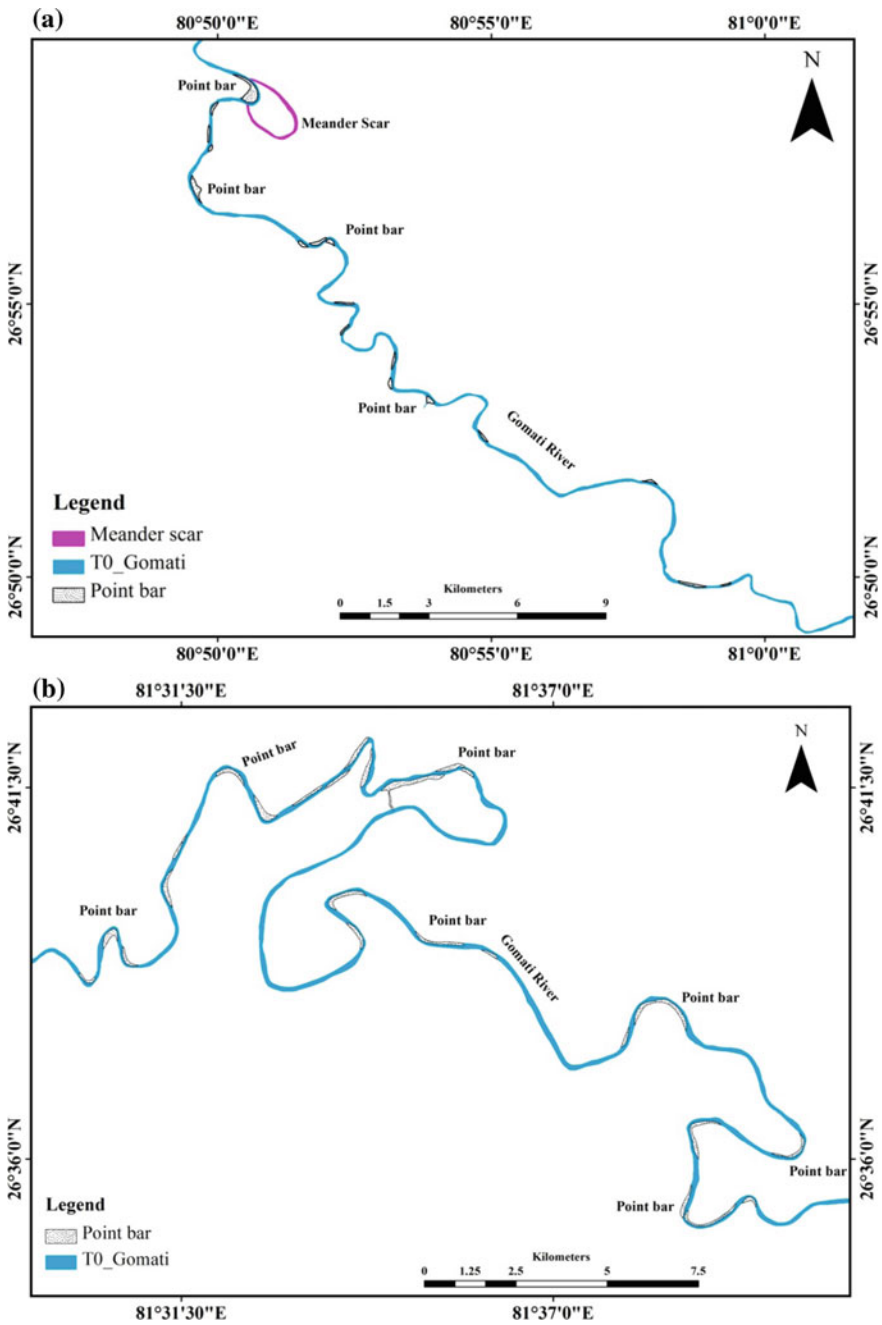 (a)
80°50'0"E 80°55'0"E 81°0'0"E
N
Point bar
Meander Scar
Point bar
Point bar
26°55'0"N 26°55'0"N
Point bar
Gomati River
Legend
Meander scar
T0_Gomati
Point bar
26°50'0"N 26°50'0"N
Kilometers
0 1.5 3 6 9
80°50'0"E 80°55'0"E 81°0'0"E
(b)
81°31'30"E 81°37'0"E
N
Point bar
Point bar
26°41'30"N 26°41'30"N
Point bar
Point bar
Gomati River
Point bar
26°36'0"N 26°36'0"N
Point bar
Point bar
Legend
Point bar
T0_Gomati
Kilometers
0 1.25 2.5 5 7.5
81°31'30"E 81°37'0"E